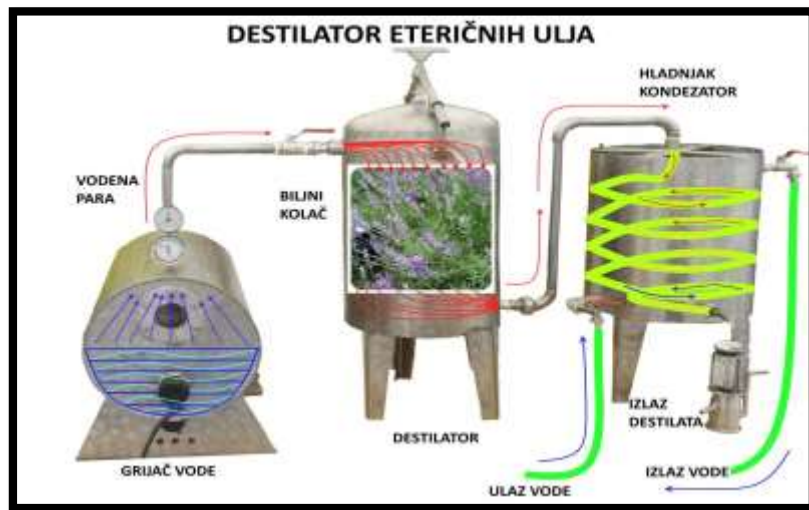 DESTILATOR ETERIČNIH ULJA
HLADNJAK
KONDEZATOR
VODENA
PARA
BILJNI
KOLAČ
IZLAZ
DESTILATA
DESTILATOR
GRIJAČ VODE
ULAZ VODE
IZLAZ VODE